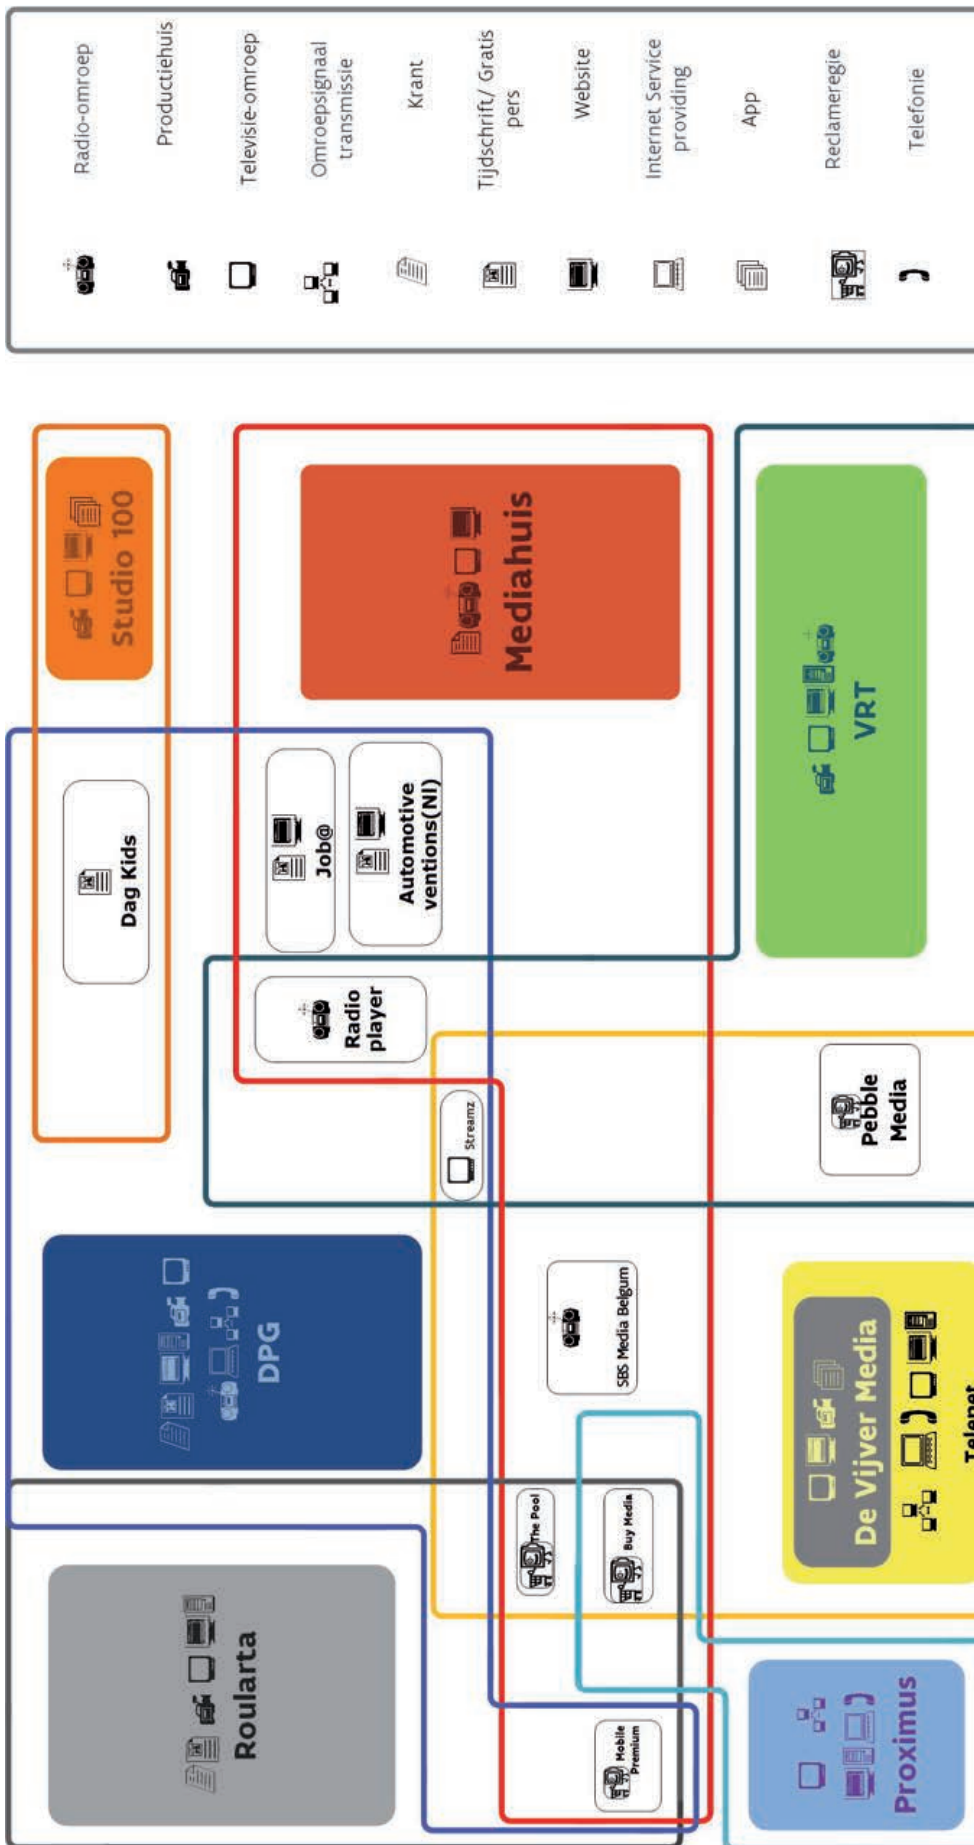 Roularta
DPG
Dag Kids
Studio 100
Job@
Automotive
ventions(NI)
Radio
player
Streamz
Mediahuis
The Pool
SBS Media Belgum
Mobile
Premium
Buy Media
Proximus
De Vijver Media
Telenet
Pebble
Media
VRT
Radio-omroep
Productiehuis
Televisie-omroep
Omroepsignaal
transmissie
Krant
Tijdschrift/ Gratis
pers
Website
Internet Service
providing
App
Reclameregie
Telefonie